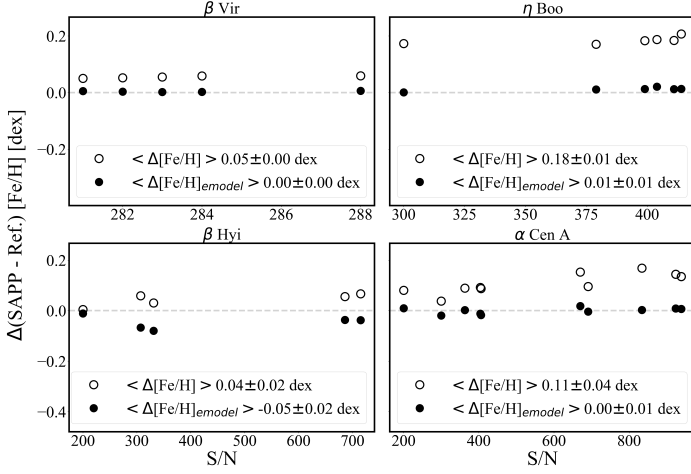 β Vir
η Boo
0.2
0.0
−0.2
< Δ[Fe/H] > 0.05±0.00 dex
< Δ[Fe/H]emodel > 0.00±0.00 dex
< Δ[Fe/H] > 0.18±0.01 dex
< Δ[Fe/H]emodel > 0.01±0.01 dex
282 284 286 288
300 325 350 375 400
Δ(SAPP - Ref.) [Fe/H] [dex]
β Hyi
α Cen A
0.2
0.0
−0.2
−0.4
< Δ[Fe/H] > 0.04±0.02 dex
< Δ[Fe/H]emodel > -0.05±0.02 dex
< Δ[Fe/H] > 0.11±0.04 dex
< Δ[Fe/H]emodel > 0.00±0.01 dex
200 300 400 500 600 700
200 400 600 800
S/N
S/N